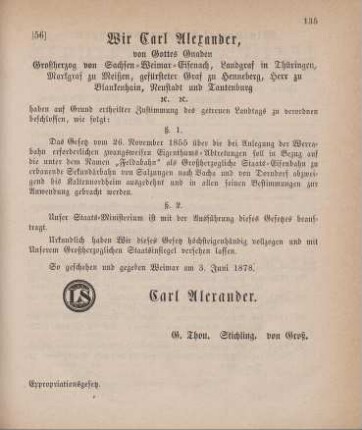 135
[56]
Wir Carl Alexander,
von Gottes Gnaden
Großherzog von Sachsen-Weimar-Eisenach, Landgraf in Thüringen,
Markgraf zu Meißen, gefürsteter Graf zu Henneberg, Herr zu
Blankenhain, Neustadt und Tautenburg
ꝛc. ꝛc.
haben auf Grund ertheilter Zustimmung des getreuen Landtags zu verordnen
beschlossen, wie folgt:
§. 1.
Das Gesetz vom 26. November 1855 über die bei Anlegung der Werra-
bahn erforderlichen zwangsweisen Eigenthums-Abtretungen soll in Bezug auf
die unter dem Namen „Feldabahn“ als Großherzogliche Staats-Eisenbahn zu
erbauende Sekundärbahn von Salzungen nach Vacha und von Dorndorf abzwei-
gend bis Kaltennordheim ausgedehnt und in allen seinen Bestimmungen zur
Anwendung gebracht werden.
§. 2.
Unser Staats-Ministerium ist mit der Ausführung dieses Gesetzes beauf-
tragt.
Urkundlich haben Wir dieses Gesetz höchsteigenhändig vollzogen und mit
Unserem Großherzoglichen Staatsinsiegel versehen lassen.
So geschehen und gegeben Weimar am 3. Juni 1878.
LS
Carl Alexander.
G. Thon. Stichling. von Groß.
Expropriationsgesetz.